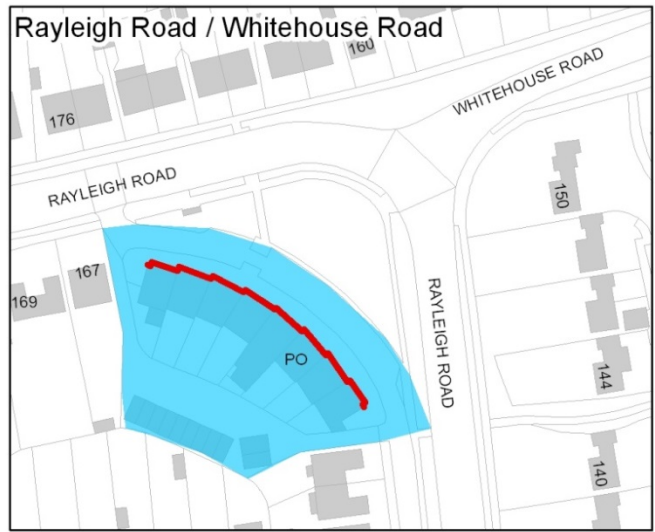 Rayleigh Road / Whitehouse Road
160
WHITEHOUSE ROAD
176
RAYLEIGH ROAD
150
167
169
RAYLEIGH ROAD
PO
144
140